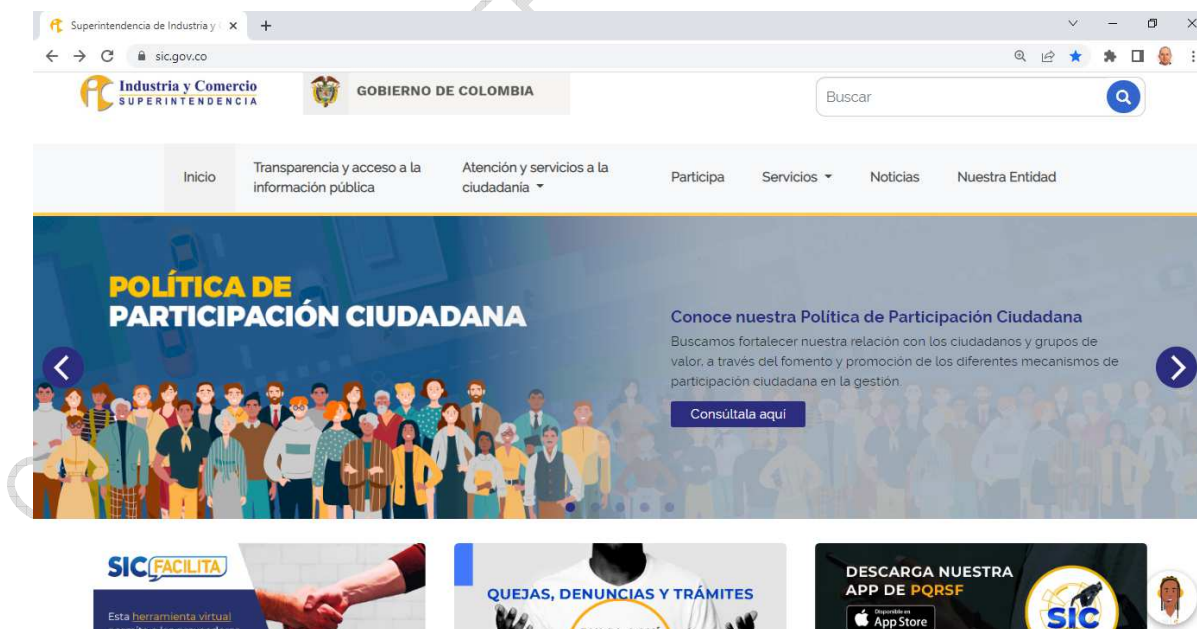 Superintendencia de Industria y
sic.gov.co
Industria y Comercio
SUPERINTENDENCIA
GOBIERNO DE COLOMBIA
Buscar
Inicio
Transparencia y acceso a la
información pública
Atención y servicios a la
ciudadanía
Participa
Servicios
Noticias
Nuestra Entidad
POLÍTICA DE
PARTICIPACIÓN CIUDADANA
Conoce nuestra Política de Participación Ciudadana
Buscamos fortalecer nuestra relación con los ciudadanos y grupos de
valor, a través del fomento y promoción de los diferentes mecanismos de
participación ciudadana en la gestión.
Consúltala aquí
SIC FACILITA
Esta herramienta virtual
QUEJAS, DENUNCIAS Y TRÁMITES
DESCARGA NUESTRA
APP DE PQRSF
Disponible en
App Store
SIC